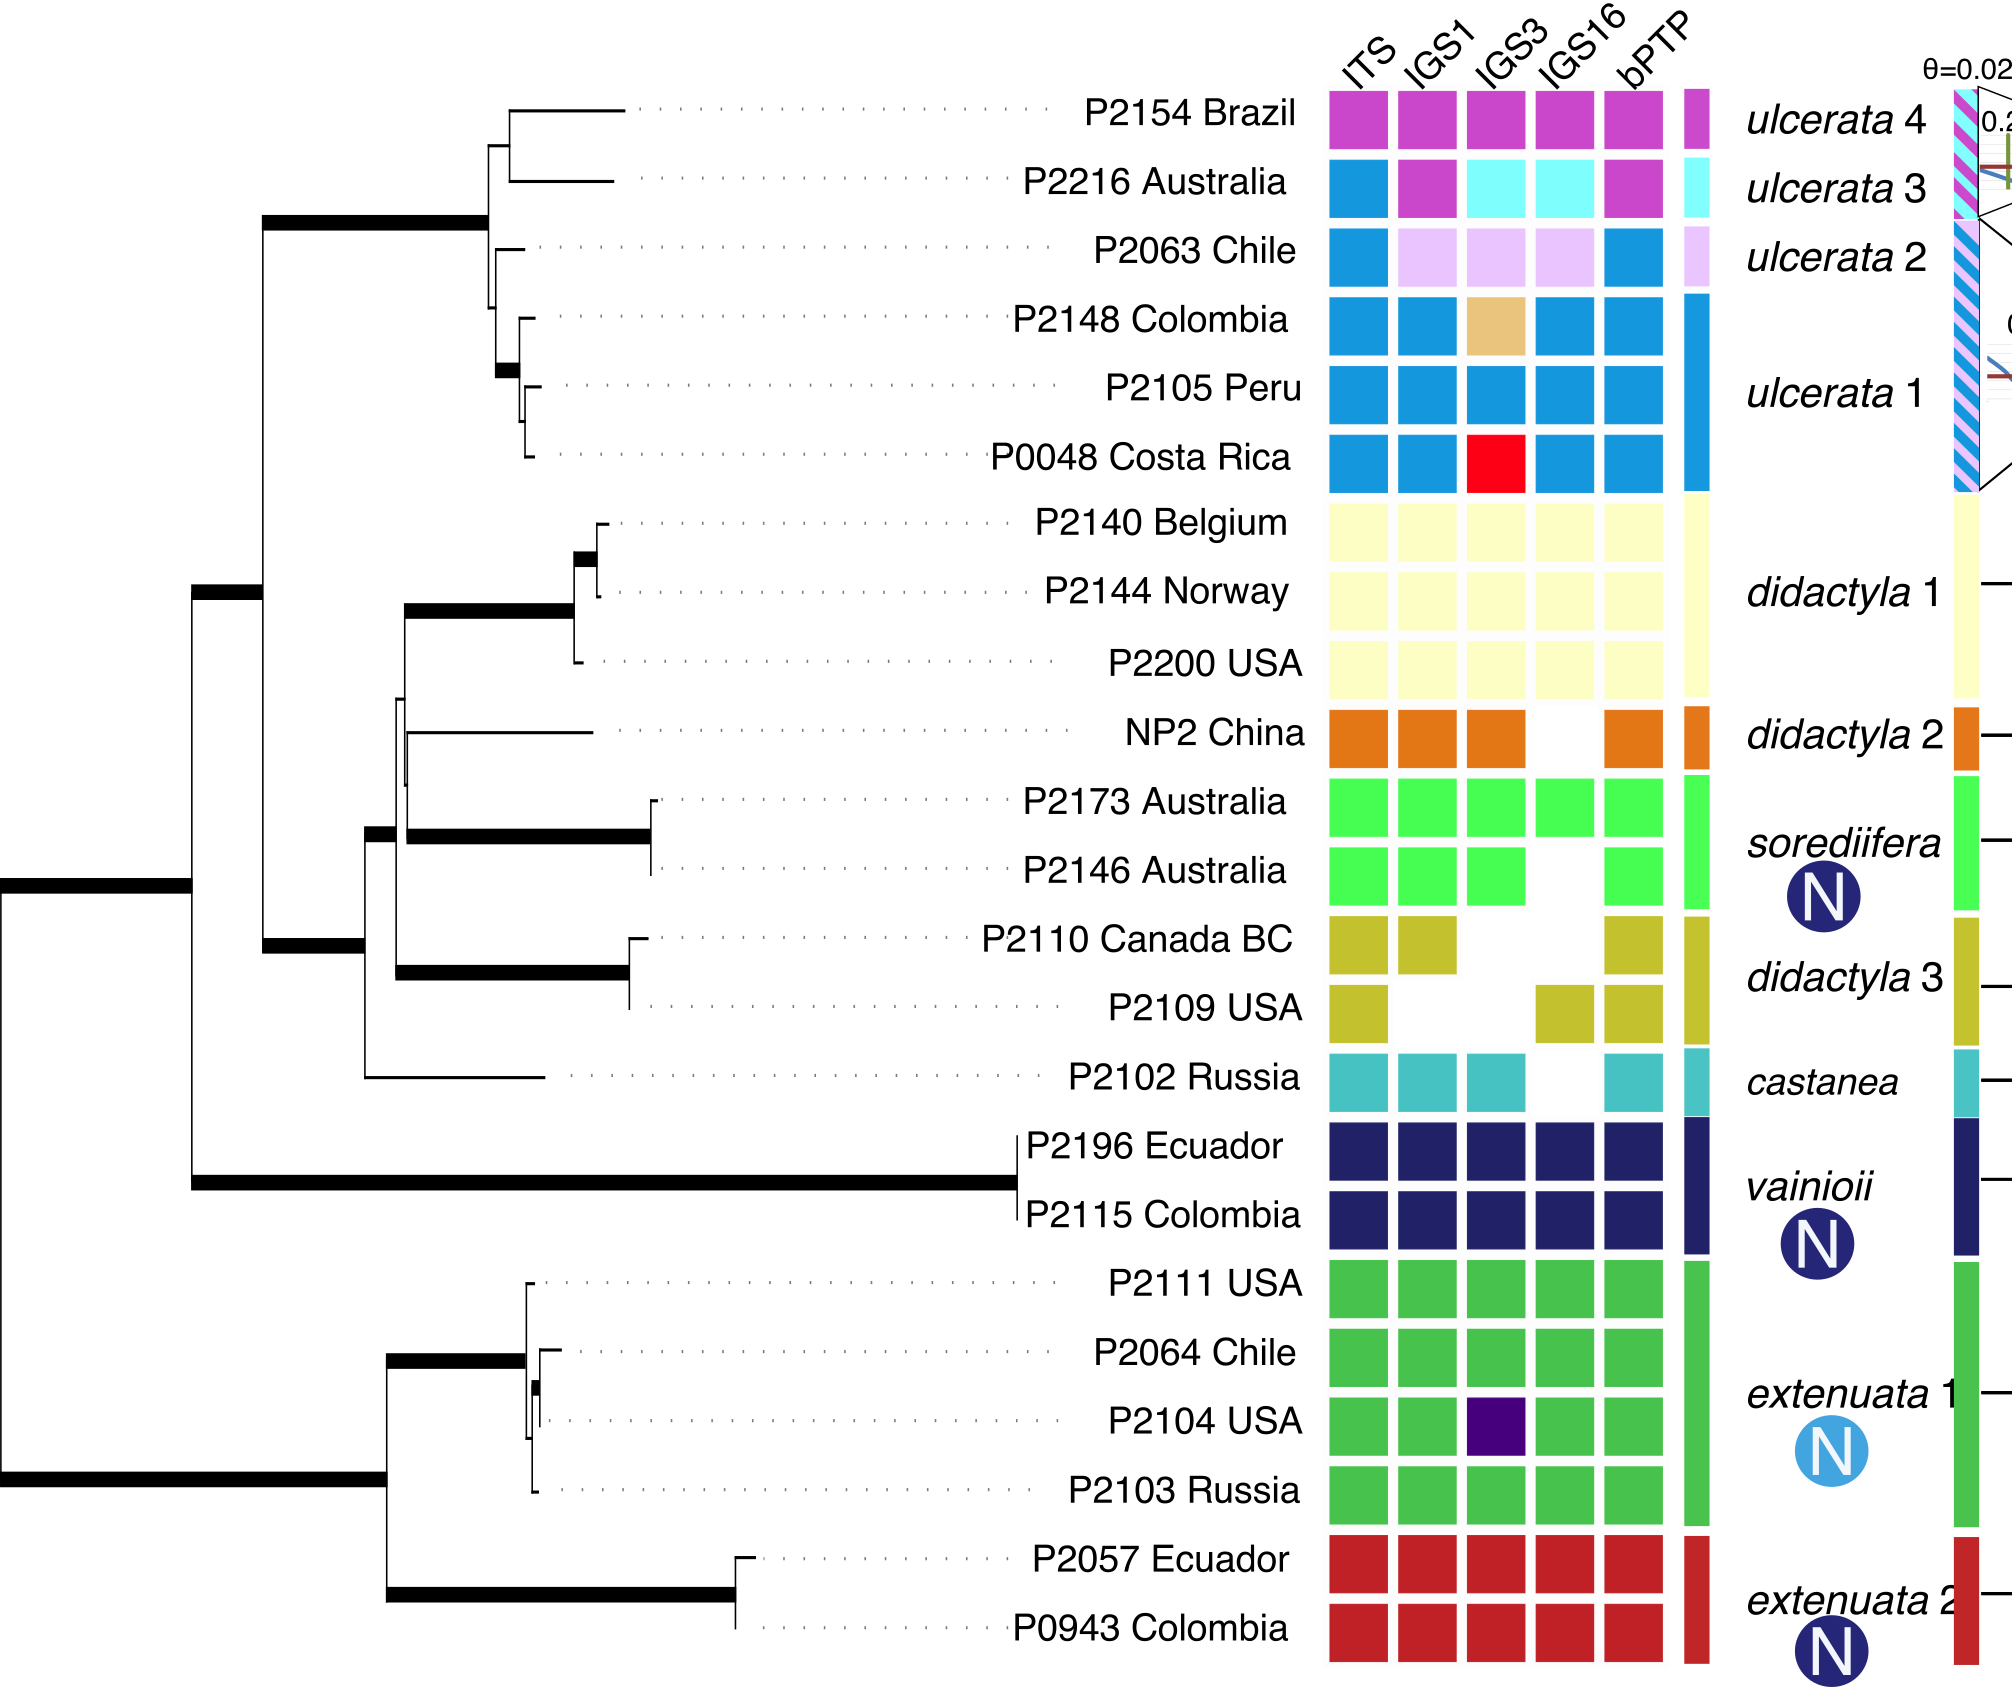 ITS IGS1 IGS3 IGS16 bPTP
θ=0.02
P2154 Brazil
ulcerata 4
P2216 Australia
ulcerata 3
P2063 Chile
ulcerata 2
P2148 Colombia
P2105 Peru
ulcerata 1
P0048 Costa Rica
P2140 Belgium
P2144 Norway
didactyla 1
P2200 USA
NP2 China
didactyla 2
P2173 Australia
sorediifera
P2146 Australia
N
P2110 Canada BC
didactyla 3
P2109 USA
P2102 Russia
castanea
P2196 Ecuador
vainioii
P2115 Colombia
N
P2111 USA
P2064 Chile
extenuata 1
P2104 USA
N
P2103 Russia
P2057 Ecuador
extenuata 2
P0943 Colombia
N